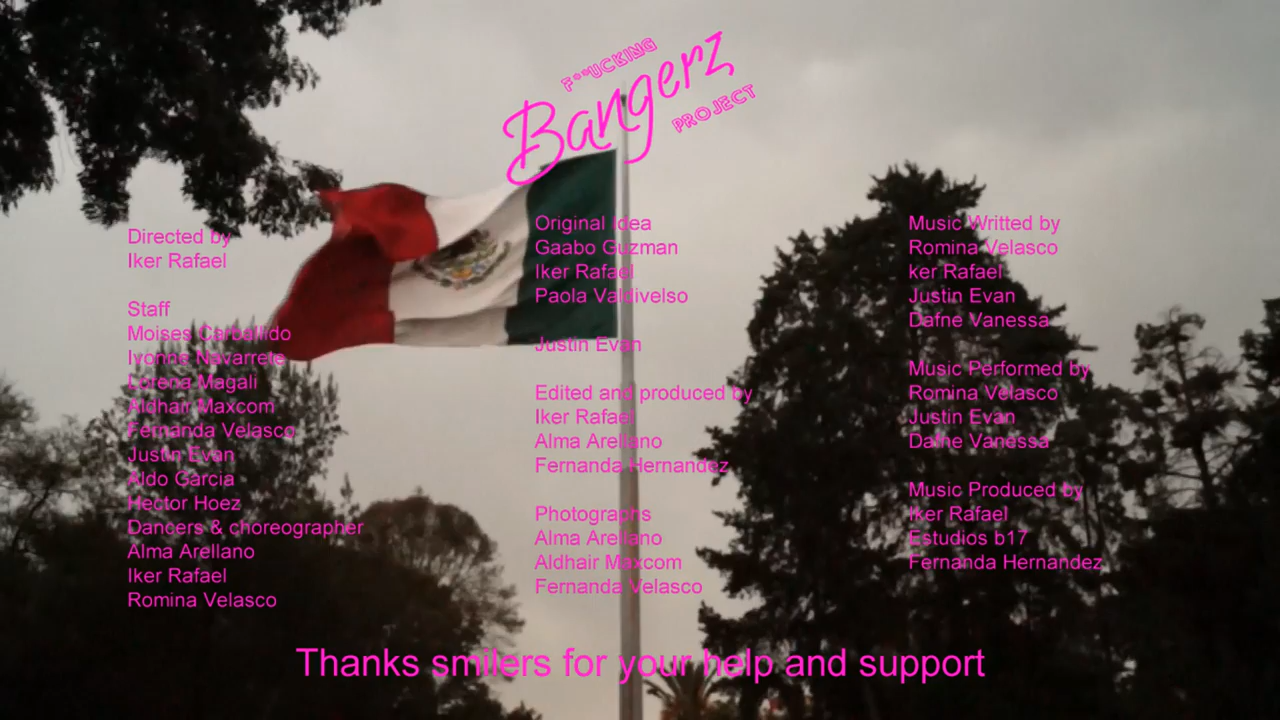 F**UCKING
Bangerz
PROJECT
Directed by
Iker Rafael
Staff
Moises Carballido
Ivonne Navarrete
Lorena Magali
Aldhair Maxcom
Fernanda Velasco
Justin Evan
Aldo Garcia
Hector Hoez
Dancers & choreographer
Alma Arellano
Iker Rafael
Romina Velasco
Original Idea
Gaabo Guzman
Iker Rafael
Paola Valdivelso
Justin Evan
Edited and produced by
Iker Rafael
Alma Arellano
Fernanda Hernandez
Photographs
Alma Arellano
Aldhair Maxcom
Fernanda Velasco
Music Writted by
Romina Velasco
ker Rafael
Justin Evan
Dafne Vanessa
Music Performed by
Romina Velasco
Justin Evan
Dafne Vanessa
Music Produced by
Iker Rafael
Estudios b17
Fernanda Hernandez
Thanks smilers for your help and support